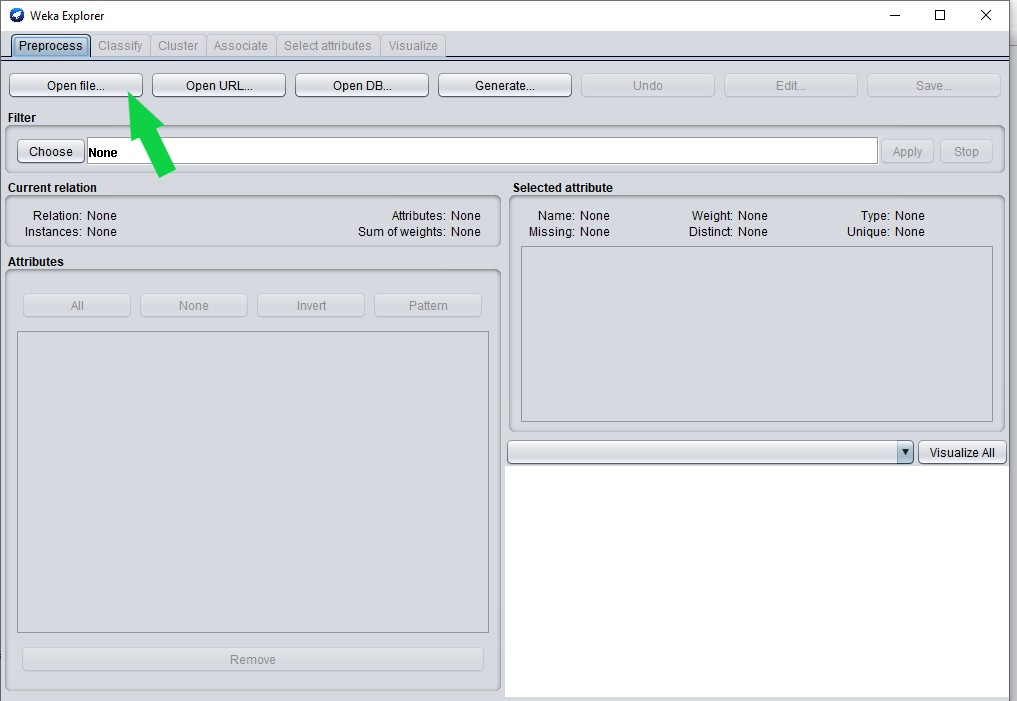 Weka Explorer
Preprocess Classify Cluster Associate Select attributes Visualize
Open file... Open URL... Open DB... Generate... Undo Edit... Save...
Filter
Choose None Apply Stop
Current relation
Relation: None Attributes: None
Instances: None Sum of weights: None
Selected attribute
Name: None Weight: None Type: None
Missing: None Distinct: None Unique: None
Attributes
All None Invert Pattern
Visualize All
Remove